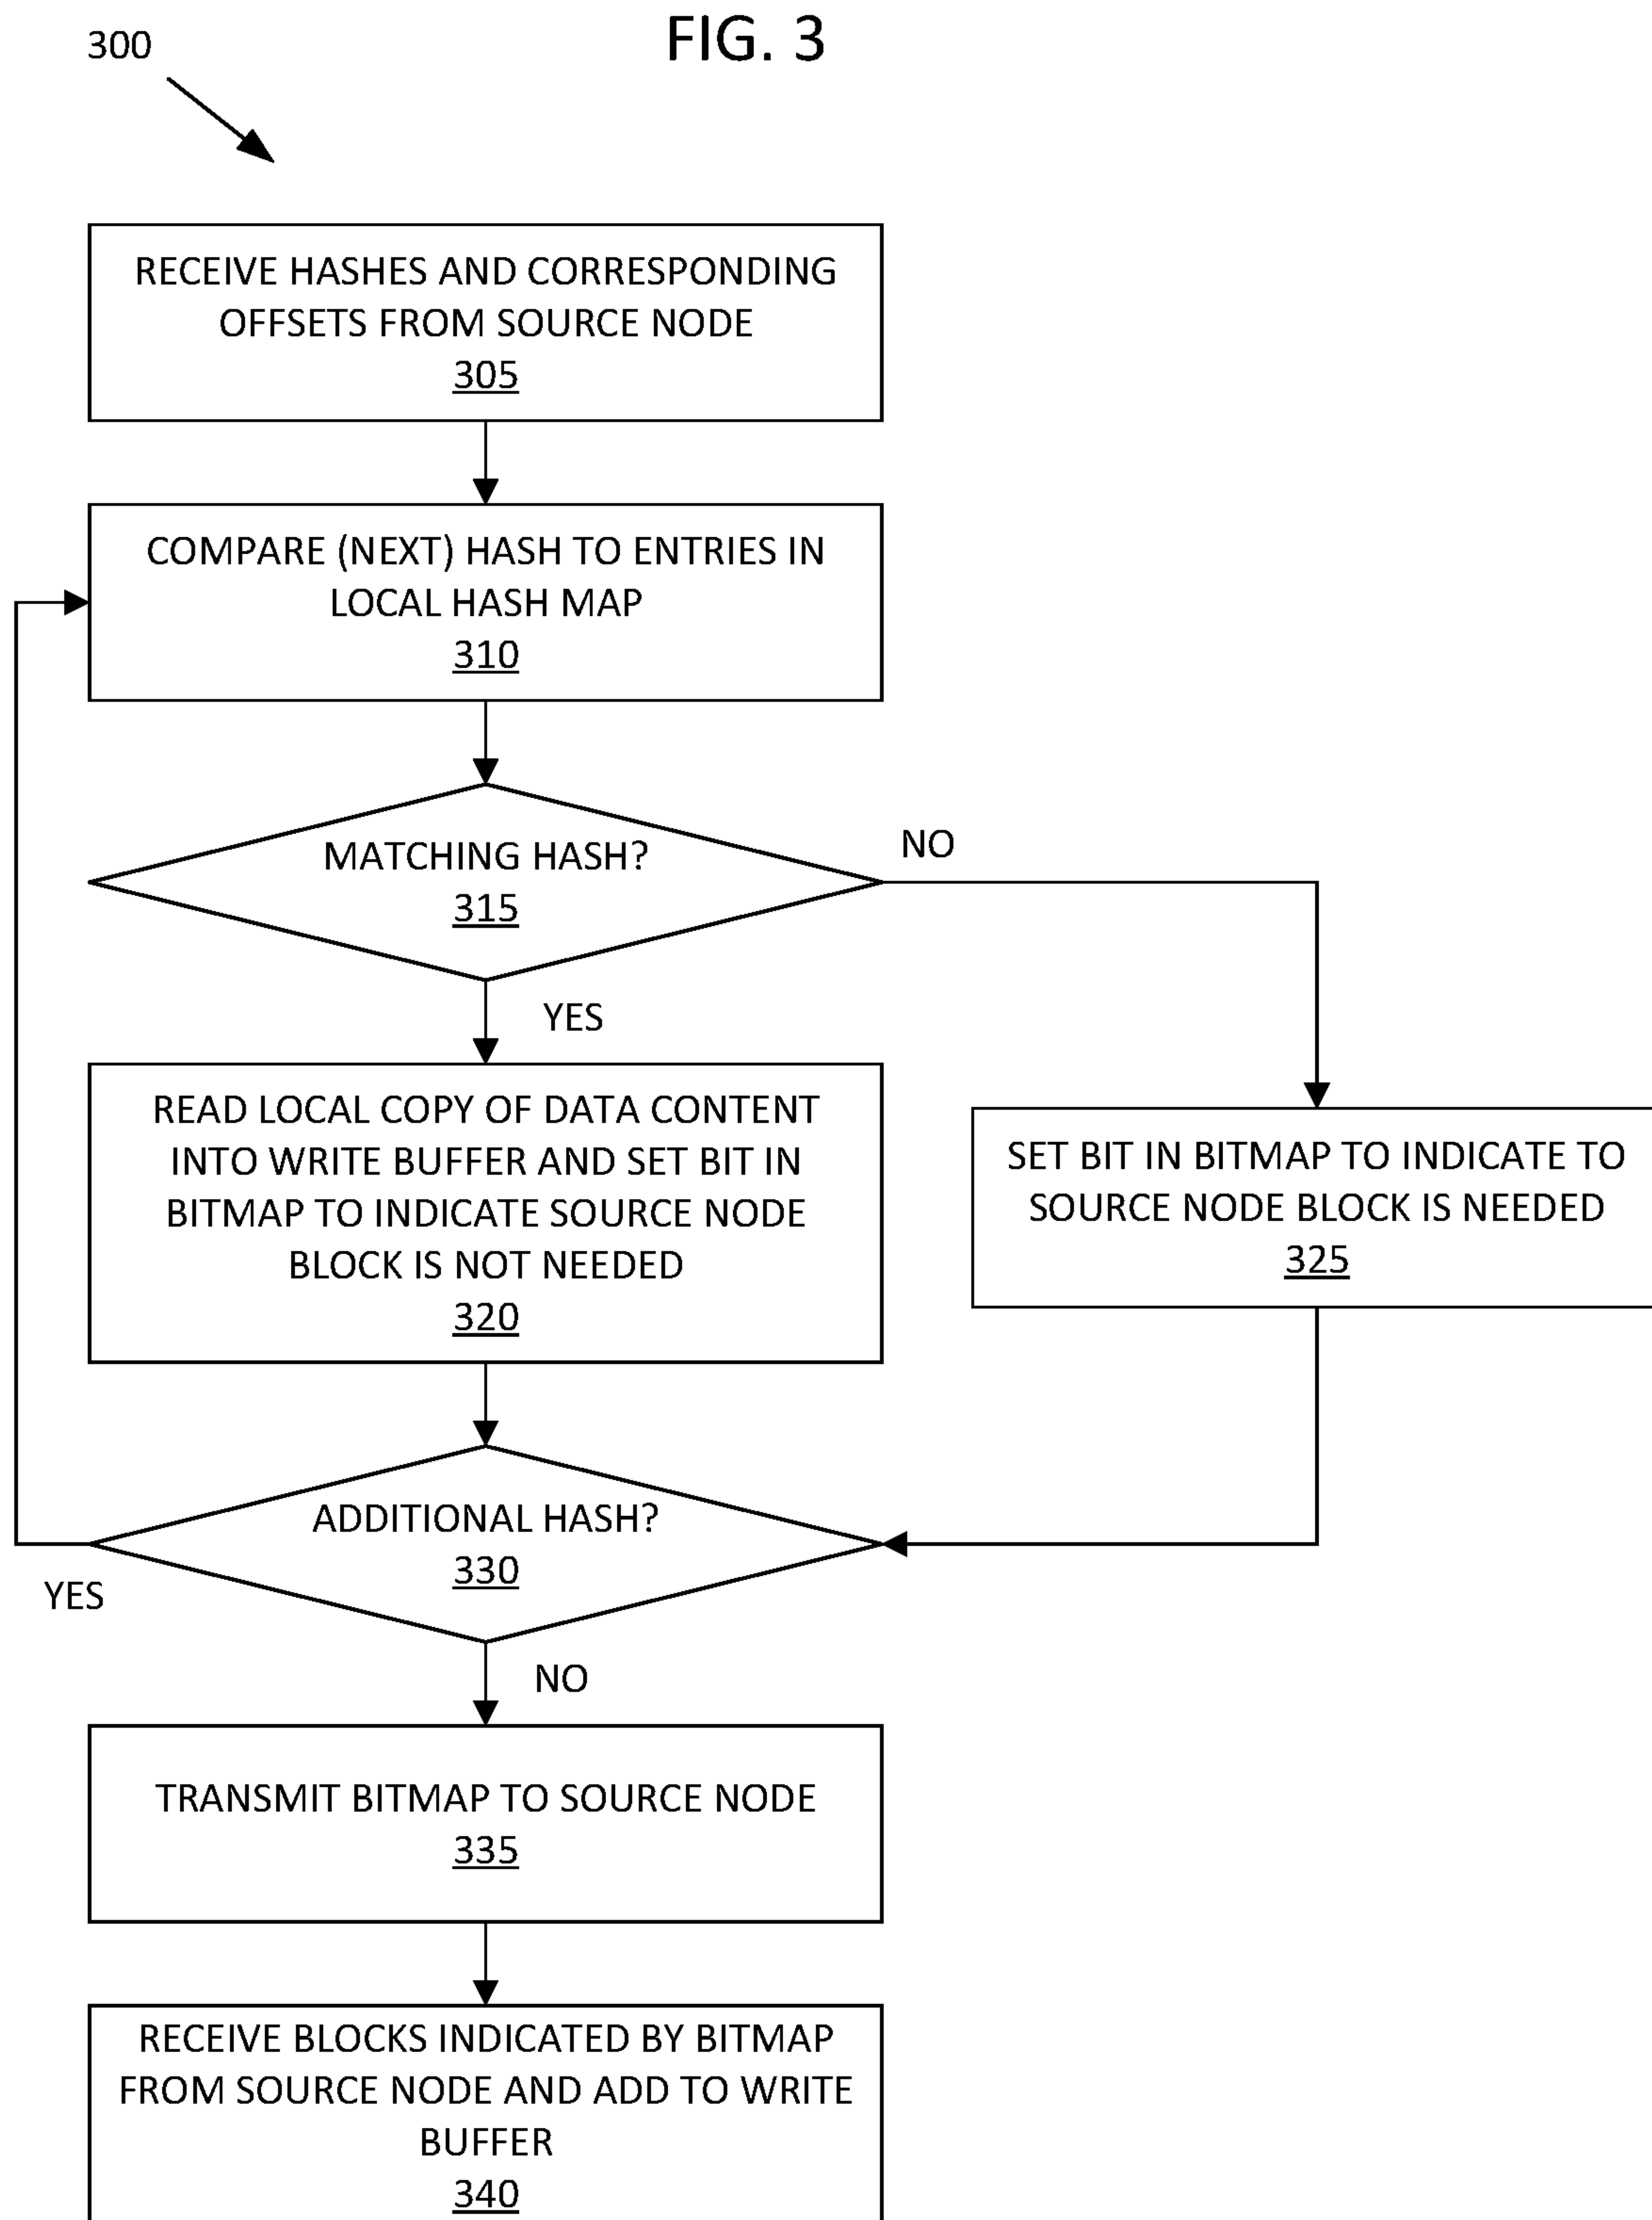 FIG. 3
300
RECEIVE HASHES AND CORRESPONDING
OFFSETS FROM SOURCE NODE
305
COMPARE (NEXT) HASH TO ENTRIES IN
LOCAL HASH MAP
310
MATCHING HASH?
315
NO
YES
READ LOCAL COPY OF DATA CONTENT
INTO WRITE BUFFER AND SET BIT IN
BITMAP TO INDICATE SOURCE NODE
BLOCK IS NOT NEEDED
320
SET BIT IN BITMAP TO INDICATE TO
SOURCE NODE BLOCK IS NEEDED
325
ADDITIONAL HASH?
330
YES
NO
TRANSMIT BITMAP TO SOURCE NODE
335
RECEIVE BLOCKS INDICATED BY BITMAP
FROM SOURCE NODE AND ADD TO WRITE
BUFFER
340